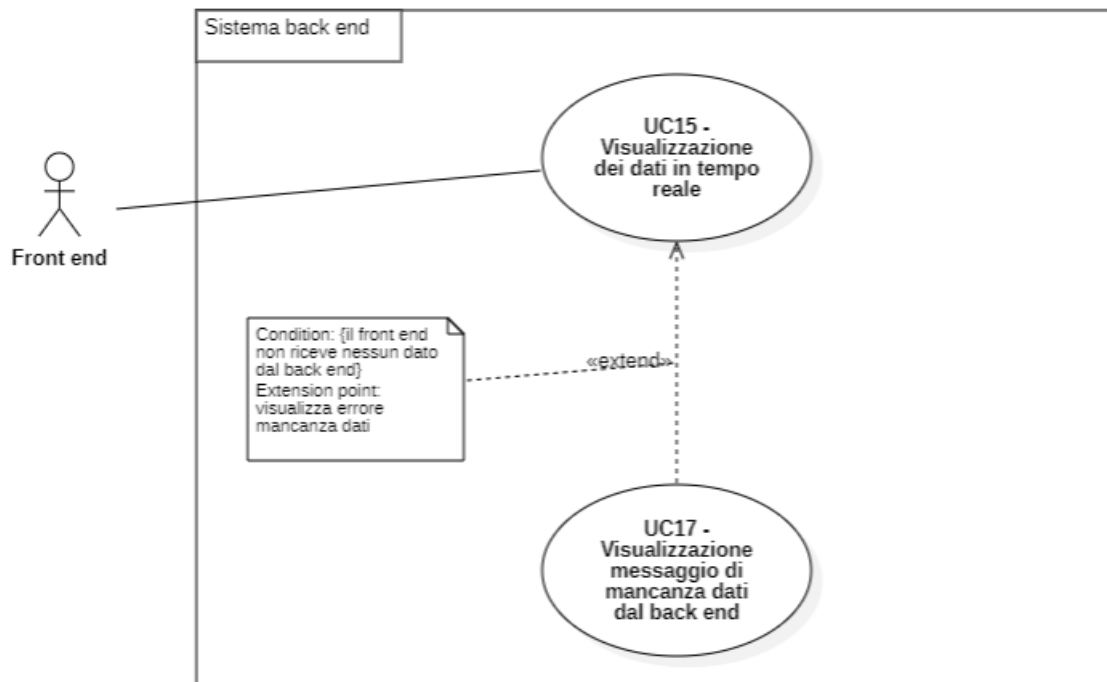 Sistema back end
UC15 -
Visualizzazione
dei dati in tempo
reale
Front end
Condition: {il front end
non riceve nessun dato
dal back end}
Extension point:
visualizza errore
mancanza dati
«extend»
UC17 -
Visualizzazione
messaggio di
mancanza dati
dal back end